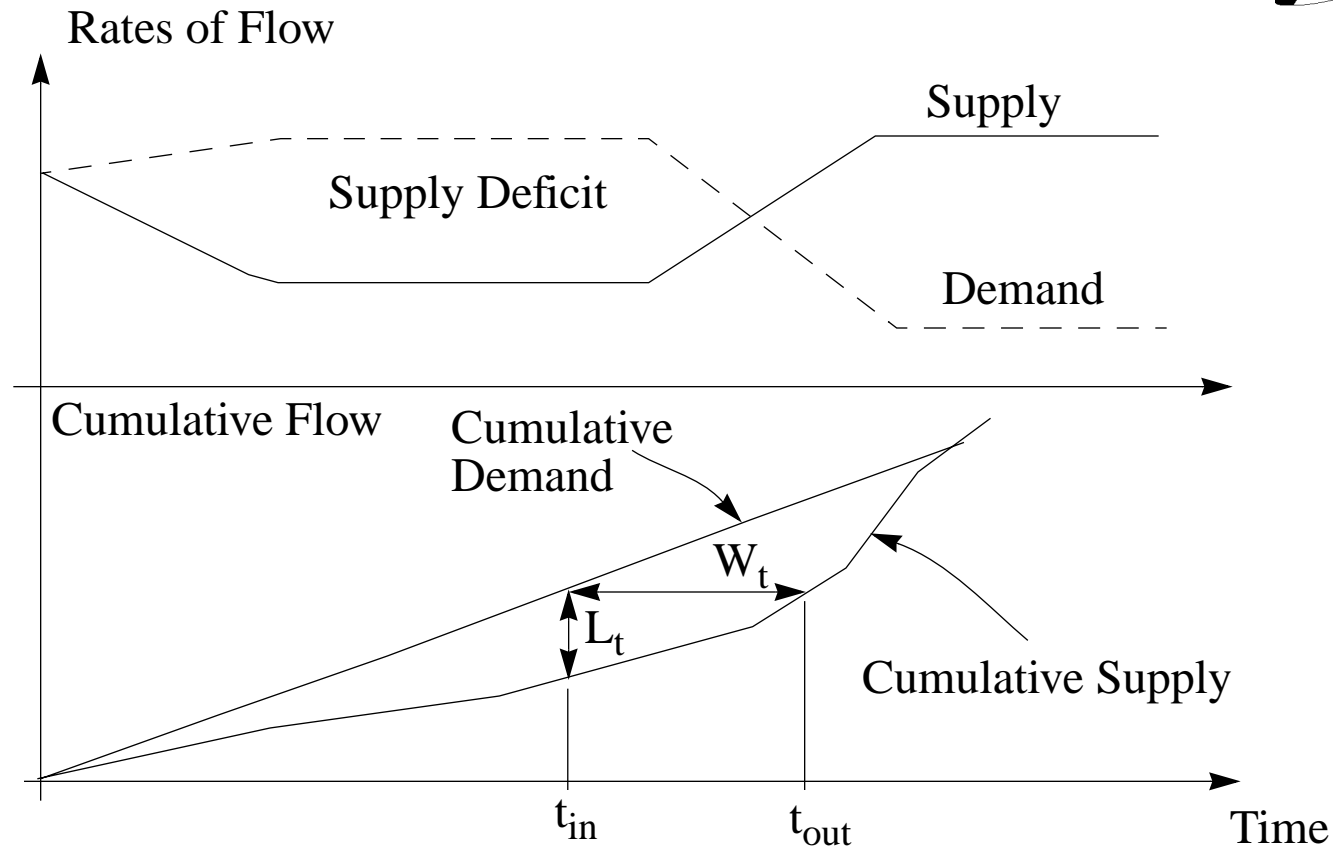 Rates of Flow
Supply
Supply Deficit
Demand
Cumulative Flow
Cumulative
Demand
W_t
L_t
Cumulative Supply
t_in
t_out
Time